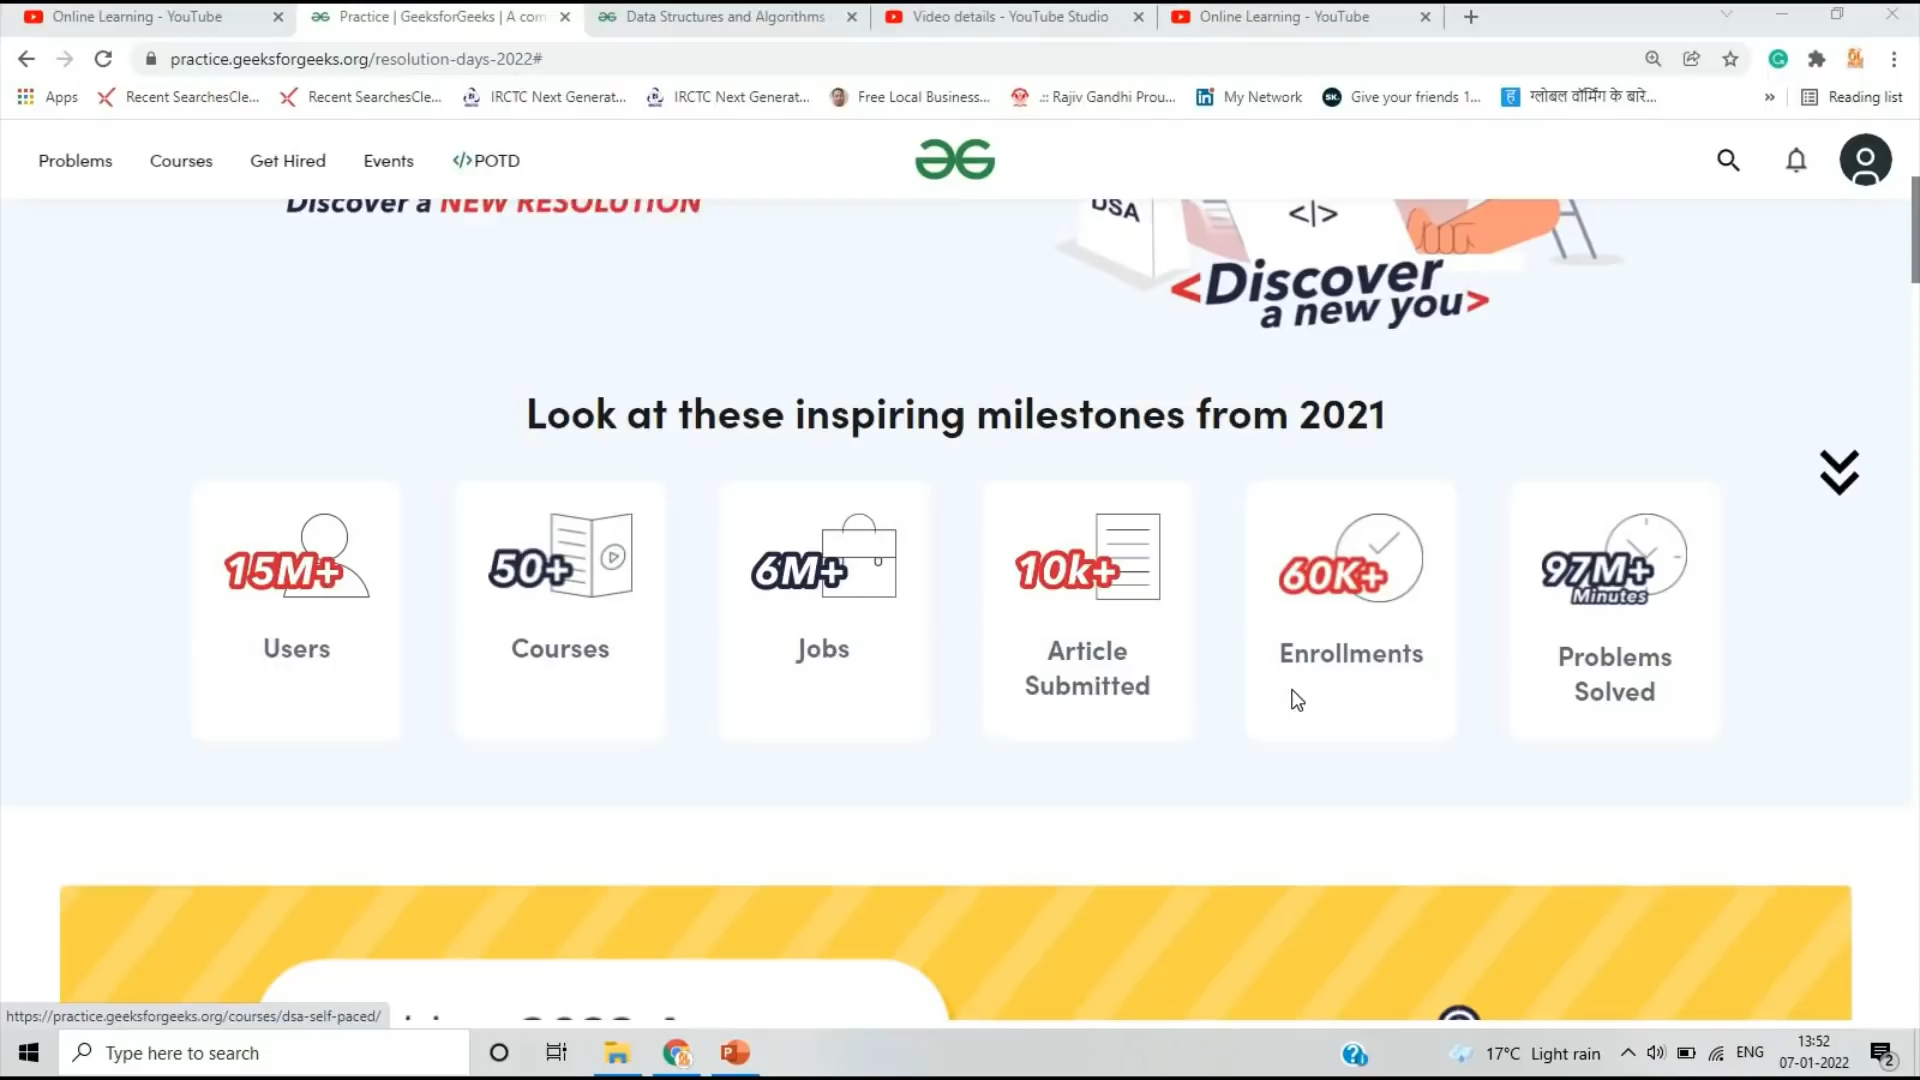 Online Learning - YouTube
Practice | GeeksforGeeks | A com
Data Structures and Algorithms
Video details - YouTube Studio
Online Learning - YouTube
practice.geeksforgeeks.org/resolution-days-2022#
Apps
Recent SearchesCle...
Recent SearchesCle...
IRCTC Next Generat...
IRCTC Next Generat...
Free Local Business...
.:: Rajiv Gandhi Prou...
My Network
Give your friends 1...
ग्लोबल वॉर्मिंग के बारे...
»
Reading list
Problems
Courses
Get Hired
Events
</>POTD
Discover a NEW RESOLUTION
DSA
<|>
<Discover
a new you>
Look at these inspiring milestones from 2021
15M+
Users
50+
Courses
6M+
Jobs
10k+
Article
Submitted
60K+
Enrollments
97M+
Minutes
Problems
Solved
https://practice.geeksforgeeks.org/courses/dsa-self-paced/
Type here to search
17°C Light rain
ENG
13:52
07-01-2022
2